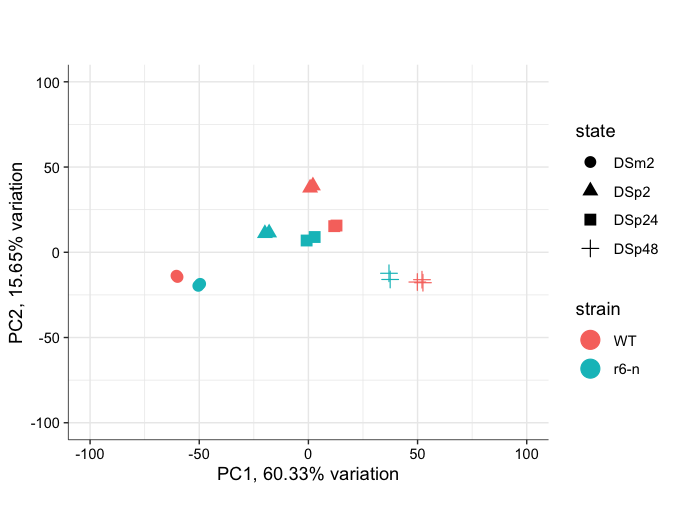 100
50
0
-50
-100
PC2, 15.65% variation
-100
-50
0
50
100
PC1, 60.33% variation
state
DSm2
DSp2
DSp24
DSp48
strain
WT
r6-n